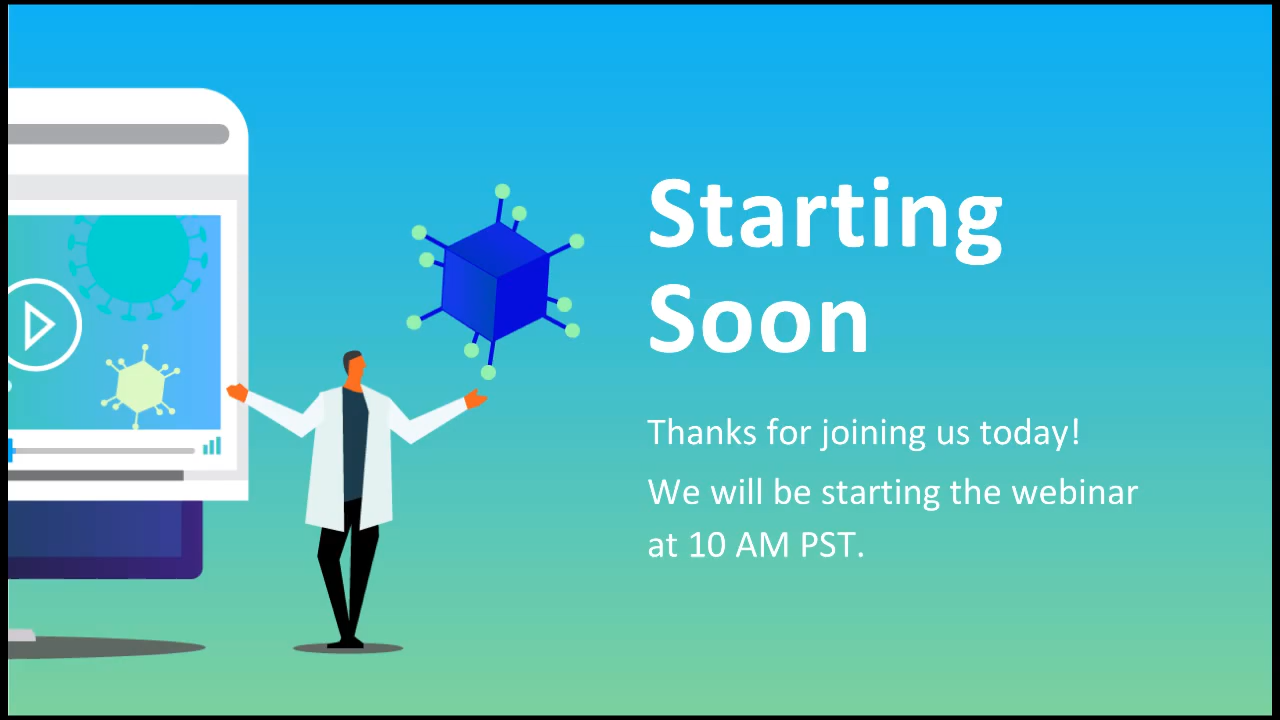 Starting
Soon
Thanks for joining us today!
We will be starting the webinar
at 10 AM PST.